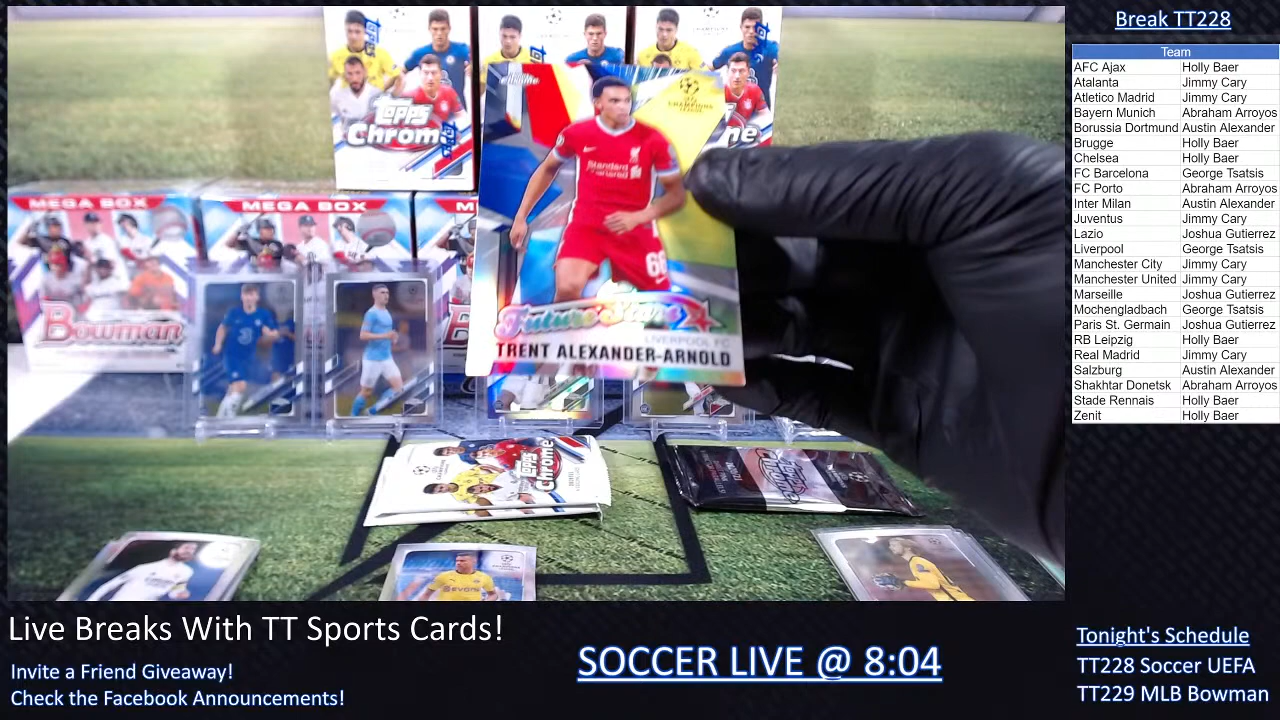 Break TT228
Team
AFC Ajax Holly Baer
Atalanta Jimmy Cary
Atletico Madrid Jimmy Cary
Bayern Munich Abraham Arroyos
Borussia Dortmund Austin Alexander
Brugge Holly Baer
Chelsea Holly Baer
FC Barcelona George Tsatsis
FC Porto Abraham Arroyos
Inter Milan Austin Alexander
Juventus Jimmy Cary
Lazio Joshua Gutierrez
Liverpool George Tsatsis
Manchester City Jimmy Cary
Manchester United Jimmy Cary
Marseille Joshua Gutierrez
Mochengladbach George Tsatsis
Paris St. Germain Joshua Gutierrez
RB Leipzig Holly Baer
Real Madrid Jimmy Cary
Salzburg Austin Alexander
Shakhtar Donetsk Abraham Arroyos
Stade Rennais Holly Baer
Zenit Holly Baer
Topps
Chrome
CHAMPIONS
LEAGUE
Standard
Chartered
66
Future Stars
LIVERPOOL FC
TRENT ALEXANDER-ARNOLD
MEGA BOX
MEGA BOX
Bowman
Topps
Chrome
Live Breaks With TT Sports Cards!
Invite a Friend Giveaway!
Check the Facebook Announcements!
SOCCER LIVE @ 8:04
Tonight's Schedule
TT228 Soccer UEFA
TT229 MLB Bowman